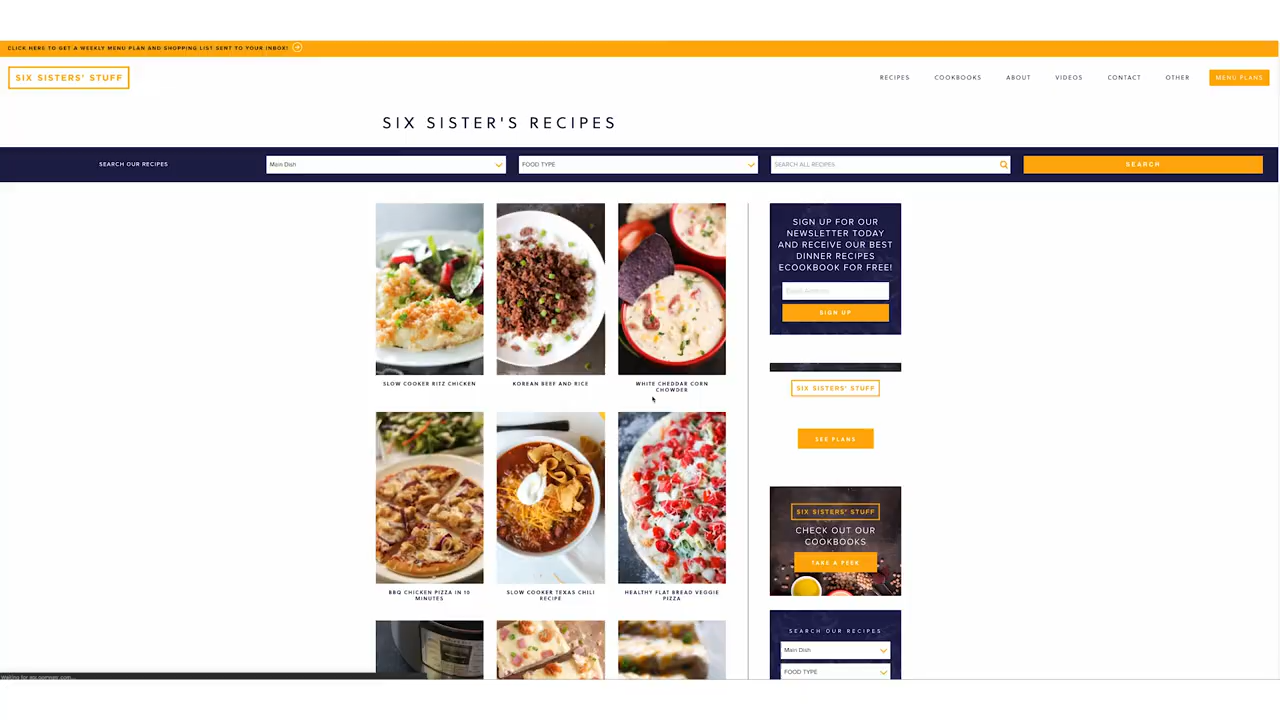 CLICK HERE TO GET A WEEKLY MENU PLAN AND SHOPPING LIST SENT TO YOUR INBOX!
SIX SISTERS' STUFF
RECIPES COOKBOOKS ABOUT VIDEOS CONTACT OTHER MENU PLANS
SIX SISTER'S RECIPES
SEARCH OUR RECIPES Main Dish FOOD TYPE SEARCH ALL RECIPES SEARCH
SLOW COOKER RITZ CHICKEN
KOREAN BEEF AND RICE
WHITE CHEDDAR CORN
CHOWDER
BBQ CHICKEN PIZZA IN 10
MINUTES
SLOW COOKER TEXAS CHILI
RECIPE
HEALTHY FLAT BREAD VEGGIE
PIZZA
SIGN UP FOR OUR
NEWSLETTER TODAY
AND RECEIVE OUR BEST
DINNER RECIPES
ECOOKBOOK FOR FREE!
Email Address
SIGN UP
SIX SISTERS' STUFF
SEE PLANS
SIX SISTERS' STUFF
CHECK OUT OUR
COOKBOOKS
TAKE A PEEK
SEARCH OUR RECIPES
Main Dish
FOOD TYPE